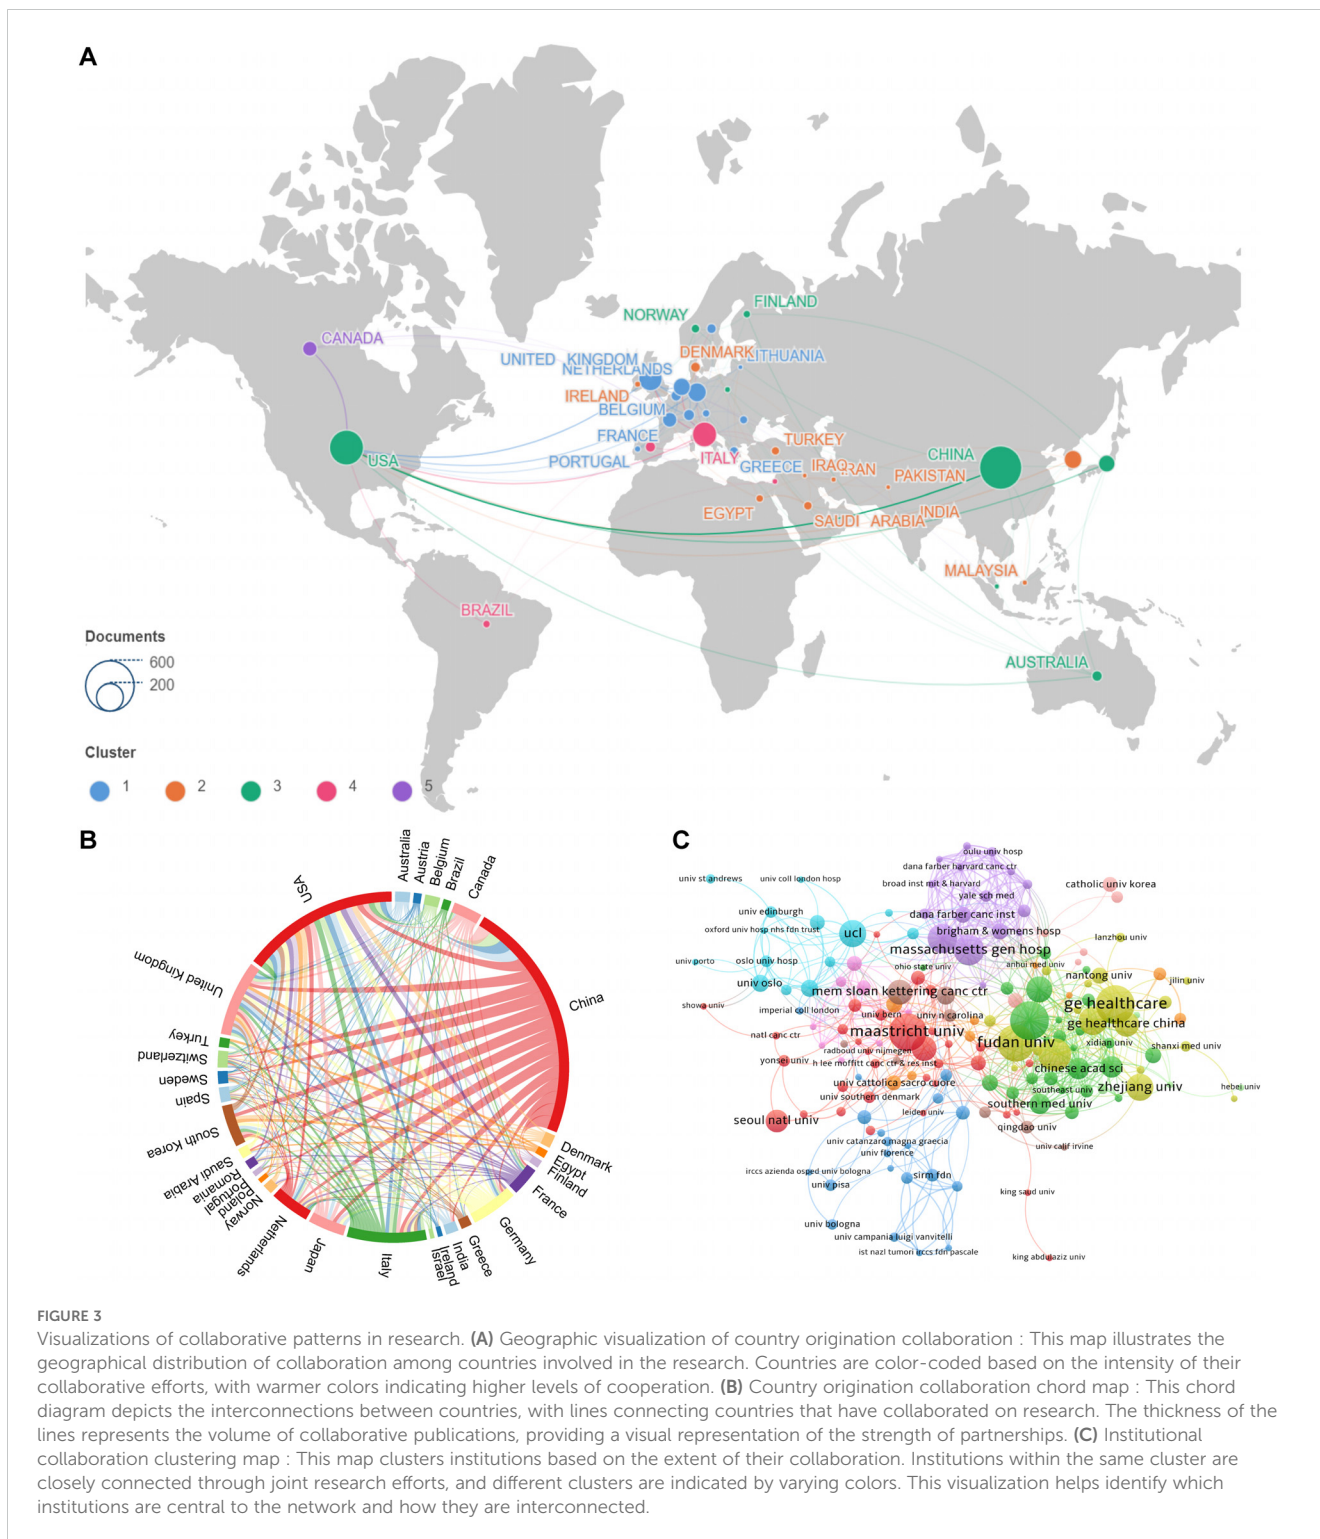 A
FINLAND
NORWAY
CANADA
DENMARK
LITHUANIA
UNITED KINGDOM
NETHERLANDS
IRELAND
BELGIUM
FRANCE
TURKEY
PORTUGAL
ITALY
GREECE
IRAQ
IRAN
CHINA
USA
PAKISTAN
EGYPT
SAUDI ARABIA
INDIA
MALAYSIA
BRAZIL
AUSTRALIA
Documents
600
200
Cluster
1 2 3 4 5
B
USA
Australia
Austria
Belgium
Brazil
Canada
China
Denmark
Egypt
Finland
France
Germany
Greece
India
Ireland
Israel
Italy
Japan
Netherlands
Norway
Poland
Portugal
Romania
Saudi Arabia
South Korea
Spain
Sweden
Switzerland
Turkey
United Kingdom
C
oulu univ hosp
dana farber harvard canc ctr
univ st andrews
univ coll london hosp
broad inst mit & harvard
catholic univ korea
yale sch med
univ edinburgh
dana farber canc inst
oxford univ hosp nhs fdn trust
ucl
brigham & womens hosp
lanzhou univ
massachusetts gen hosp
univ porto
oslo univ hosp
ohio state univ
anhui med univ
nantong univ
jilin univ
univ oslo
mem sloan kettering canc ctr
showa univ
imperial coll london
univ bern
univ n carolina
ge healthcare
ge healthcare china
natl canc ctr
maastricht univ
fudan univ
xidian univ
shanxi med univ
radboud univ nijmegen
yonsei univ
h lee moffitt canc ctr & res inst
chinese acad sci
univ cattolica sacro cuore
southeast univ
zhejiang univ
hebei univ
univ southern denmark
southern med univ
seoul natl univ
leiden univ
qingdao univ
univ catanzaro magna graecia
univ florence
univ calif irvine
irccs azienda osped univ bologna
sirm fdn
univ pisa
king saud univ
univ bologna
univ campania luigi vanvitelli
ist nazl tumori irccs fdn pascale
king abdulaziz univ
FIGURE 3
Visualizations of collaborative patterns in research. (A) Geographic visualization of country origination collaboration : This map illustrates the
geographical distribution of collaboration among countries involved in the research. Countries are color-coded based on the intensity of their
collaborative efforts, with warmer colors indicating higher levels of cooperation. (B) Country origination collaboration chord map : This chord
diagram depicts the interconnections between countries, with lines connecting countries that have collaborated on research. The thickness of the
lines represents the volume of collaborative publications, providing a visual representation of the strength of partnerships. (C) Institutional
collaboration clustering map : This map clusters institutions based on the extent of their collaboration. Institutions within the same cluster are
closely connected through joint research efforts, and different clusters are indicated by varying colors. This visualization helps identify which
institutions are central to the network and how they are interconnected.